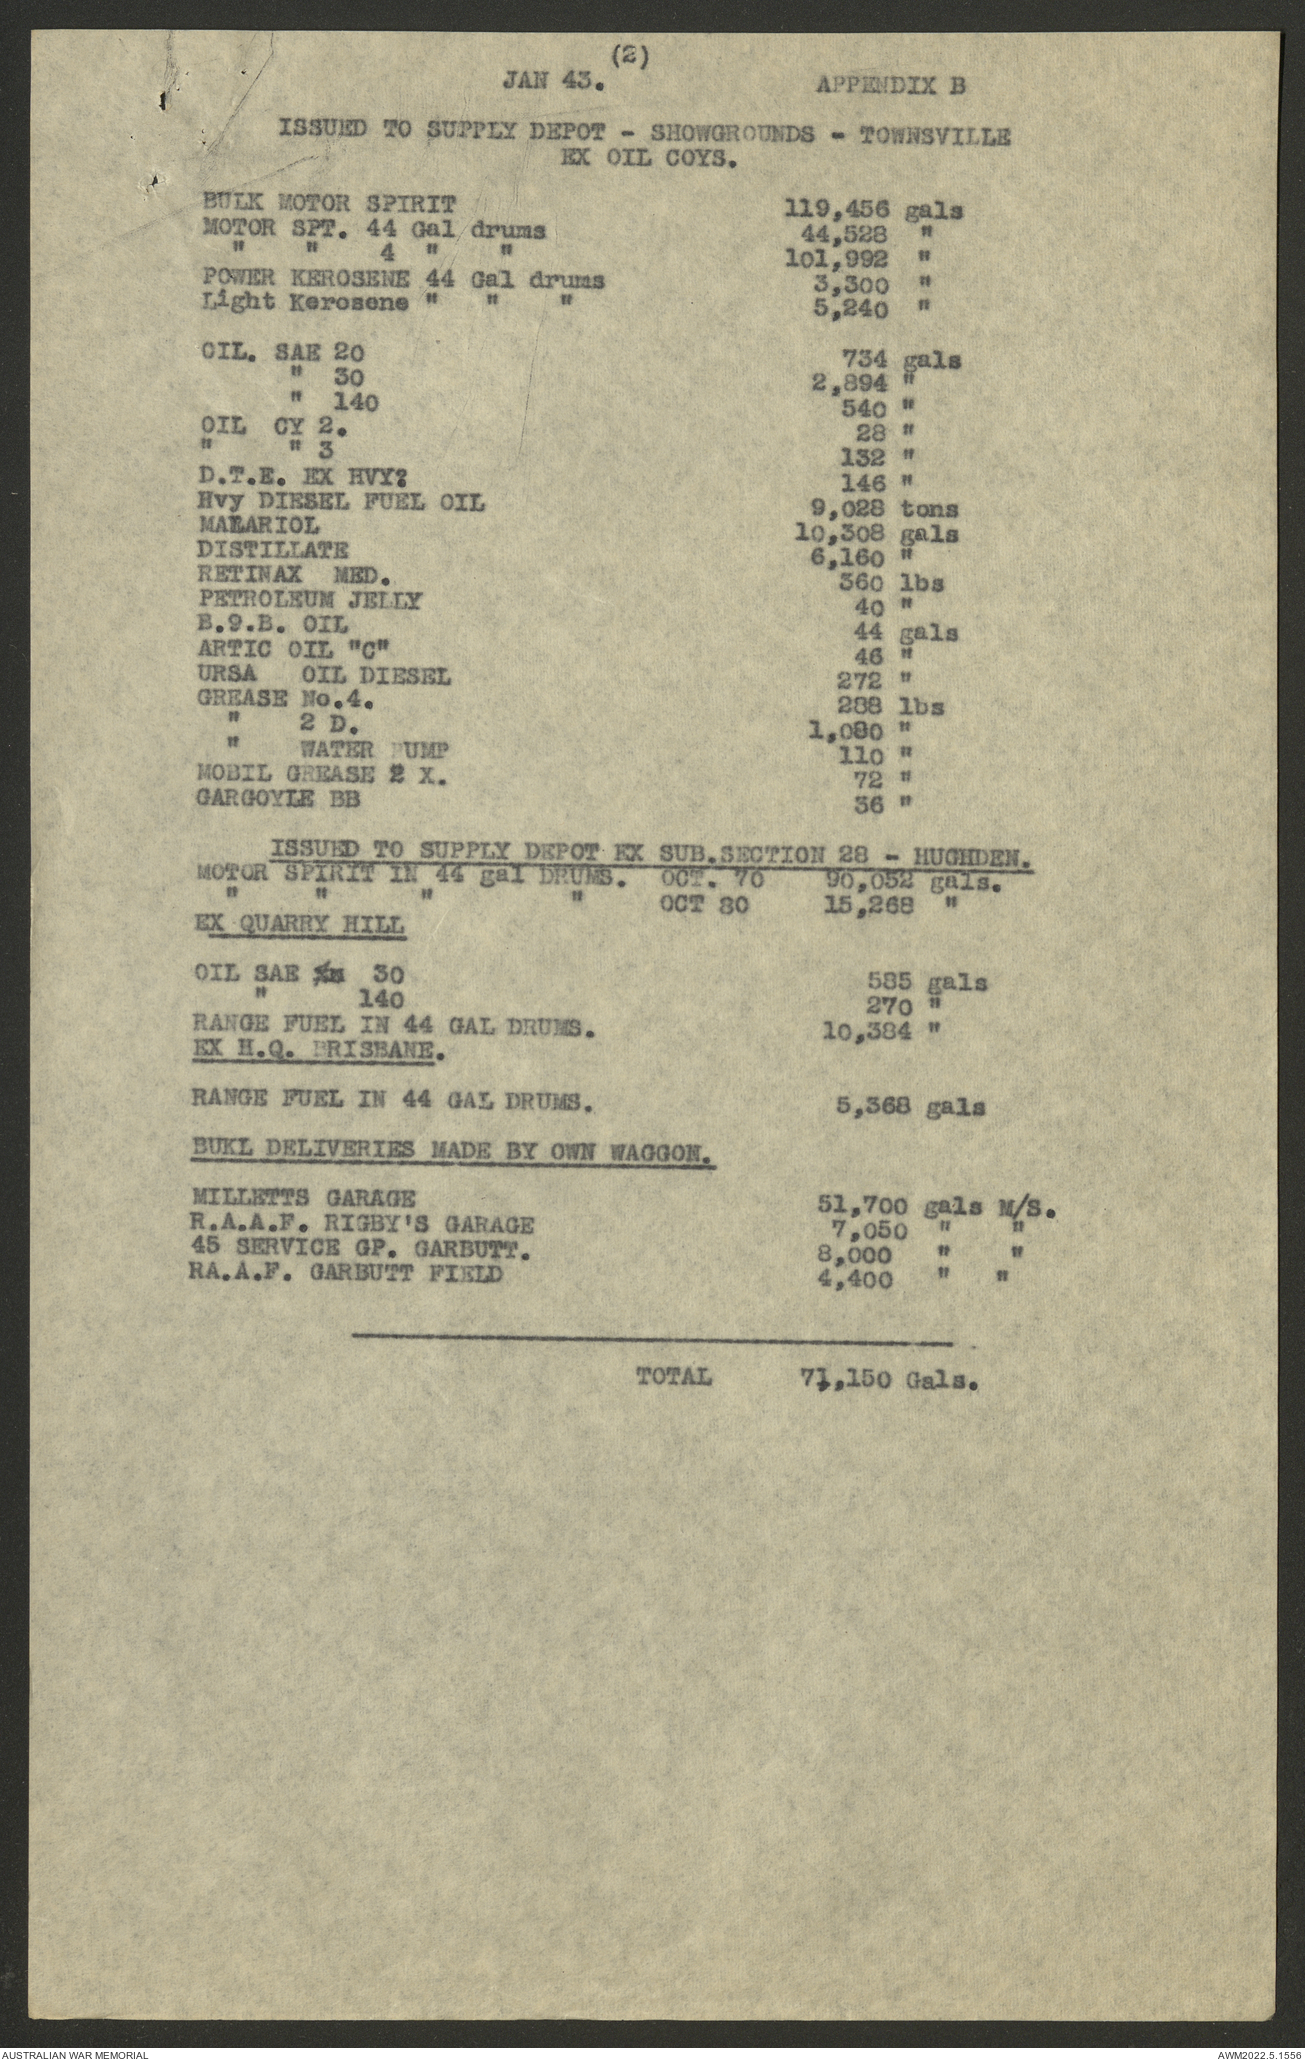 (2)
JAN 43. APPENDIX B
ISSUED TO SUPPLY DEPOT - SHOWGROUNDS - TOWNSVILLE
EX OIL COYS.
BULK MOTOR SPIRIT 119,456 gals
MOTOR SPT. 44 Gal drums 44,528 "
" " 4 " " 101,992 "
POWER KEROSENE 44 Gal drums 3,300 "
Light Kerosene " " " 5,240 "
OIL. SAE 20 734 gals
" 30 2,894 "
" 140 540 "
OIL CY 2. 28 "
" " 3 132 "
D.T.E. EX HVY? 146 "
Hvy DIESEL FUEL OIL 9,028 tons
MALARIOL 10,308 gals
DISTILLATE 6,160 "
RETINAX MED. 360 lbs
PETROLEUM JELLY 40 "
B.9.B. OIL 44 gals
ARTIC OIL "C" 46 "
URSA OIL DIESEL 272 "
GREASE No.4. 288 lbs
" 2 D. 1,080 "
" WATER PUMP 110 "
MOBIL GREASE 2 X. 72 "
GARGOYLE BB 36 "
ISSUED TO SUPPLY DEPOT EX SUB.SECTION 28 - HUGHDEN.
MOTOR SPIRIT IN 44 gal DRUMS. OCT. 70 90,052 gals.
" " " " OCT 80 15,268 "
EX QUARRY HILL
OIL SAE 30 585 gals
" 140 270 "
RANGE FUEL IN 44 GAL DRUMS. 10,384 "
EX H.Q. BRISBANE.
RANGE FUEL IN 44 GAL DRUMS. 5,368 gals
BUKL DELIVERIES MADE BY OWN WAGGON.
MILLETTS GARAGE 51,700 gals M/S.
R.A.A.F. RIGBY'S GARAGE 7,050 " "
45 SERVICE GP. GARBUTT. 8,000 " "
RA.A.F. GARBUTT FIELD 4,400 " "
TOTAL 71,150 Gals.
AUSTRALIAN WAR MEMORIAL AWM2022.5.1556